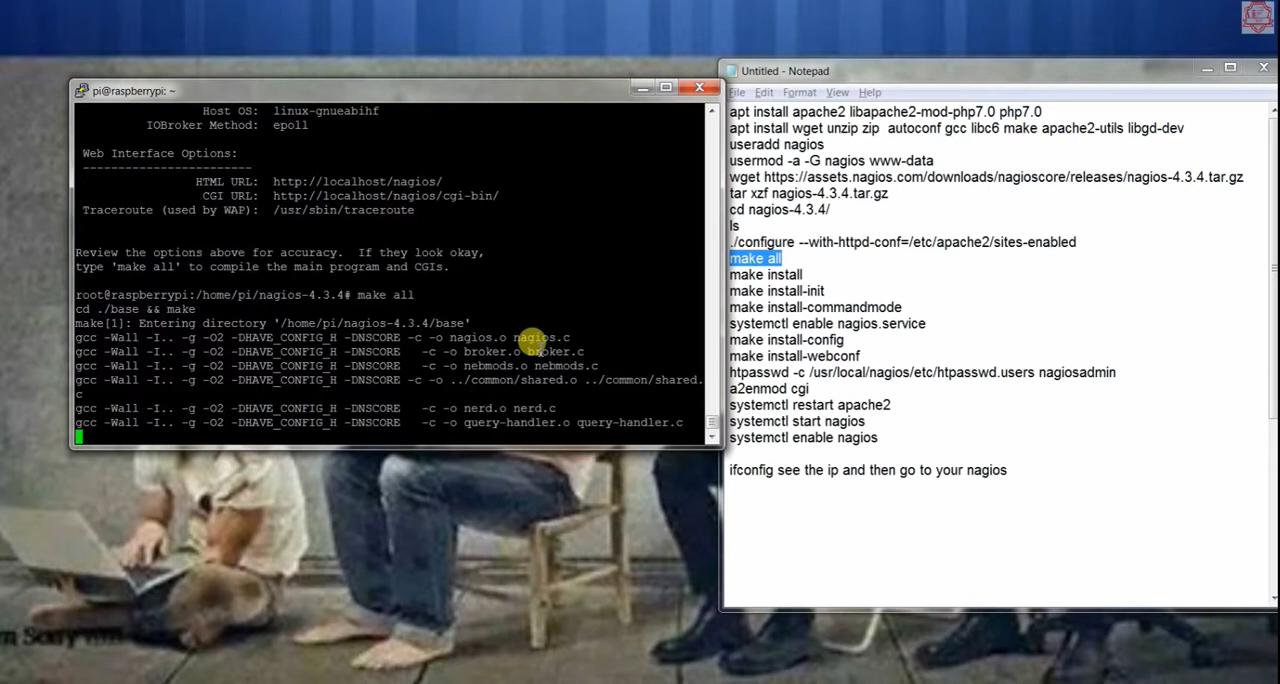 pi@raspberrypi: ~
Host OS: linux-gnueabihf
IOBroker Method: epoll
Web Interface Options:
------------------------
HTML URL: http://localhost/nagios/
CGI URL: http://localhost/nagios/cgi-bin/
Traceroute (used by WAP): /usr/sbin/traceroute
Review the options above for accuracy. If they look okay,
type 'make all' to compile the main program and CGIs.
root@raspberrypi:/home/pi/nagios-4.3.4# make all
cd ./base && make
make[1]: Entering directory '/home/pi/nagios-4.3.4/base'
gcc -Wall -I.. -g -O2 -DHAVE_CONFIG_H -DNSCORE -c -o nagios.o nagios.c
gcc -Wall -I.. -g -O2 -DHAVE_CONFIG_H -DNSCORE -c -o broker.o broker.c
gcc -Wall -I.. -g -O2 -DHAVE_CONFIG_H -DNSCORE -c -o nebmods.o nebmods.c
gcc -Wall -I.. -g -O2 -DHAVE_CONFIG_H -DNSCORE -c -o ../common/shared.o ../common/shared.
c
gcc -Wall -I.. -g -O2 -DHAVE_CONFIG_H -DNSCORE -c -o nerd.o nerd.c
gcc -Wall -I.. -g -O2 -DHAVE_CONFIG_H -DNSCORE -c -o query-handler.o query-handler.c
Untitled - Notepad
File Edit Format View Help
apt install apache2 libapache2-mod-php7.0 php7.0
apt install wget unzip zip autoconf gcc libc6 make apache2-utils libgd-dev
useradd nagios
usermod -a -G nagios www-data
wget https://assets.nagios.com/downloads/nagioscore/releases/nagios-4.3.4.tar.gz
tar xzf nagios-4.3.4.tar.gz
cd nagios-4.3.4/
ls
./configure --with-httpd-conf=/etc/apache2/sites-enabled
make all
make install
make install-init
make install-commandmode
systemctl enable nagios.service
make install-config
make install-webconf
htpasswd -c /usr/local/nagios/etc/htpasswd.users nagiosadmin
a2enmod cgi
systemctl restart apache2
systemctl start nagios
systemctl enable nagios
ifconfig see the ip and then go to your nagios